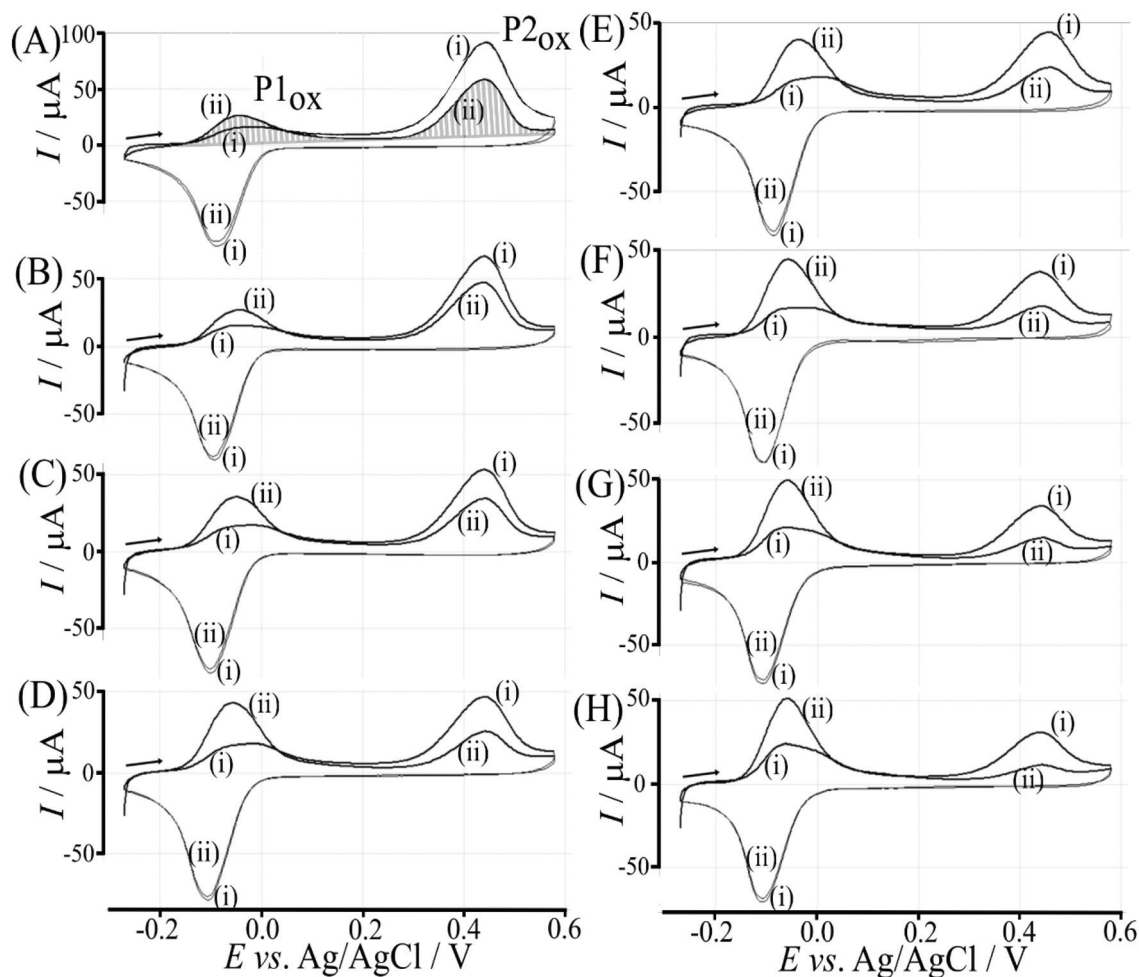 (A)
P1ox
P2ox
(i)
(ii)
(i)
(ii)
(ii)
(i)
100
50
0
-50
I / µA
(B)
(ii)
(i)
(i)
(ii)
(ii)
(i)
50
0
-50
I / µA
(C)
(ii)
(i)
(i)
(ii)
(ii)
(i)
50
0
-50
I / µA
(D)
(ii)
(i)
(i)
(ii)
(ii)
(i)
50
0
-50
I / µA
-0.2 0.0 0.2 0.4 0.6
E vs. Ag/AgCl / V
(E)
(ii)
(i)
(i)
(ii)
(ii)
(i)
50
0
-50
I / µA
(F)
(ii)
(i)
(i)
(ii)
(ii)
50
0
-50
I / µA
(G)
(ii)
(i)
(i)
(ii)
(ii)
(i)
50
0
-50
I / µA
(H)
(ii)
(i)
(i)
(ii)
(ii)
(i)
50
0
-50
I / µA
-0.2 0.0 0.2 0.4 0.6
E vs. Ag/AgCl / V